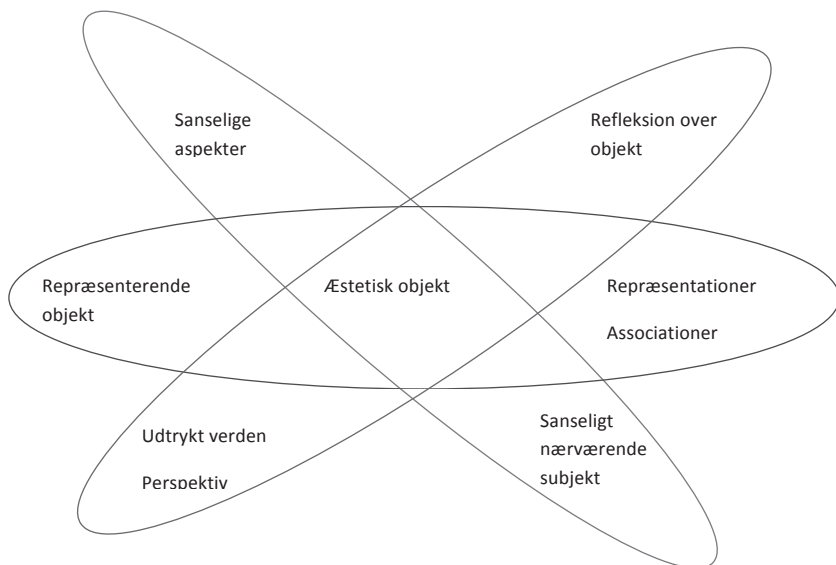 Sanselige
aspekter
Refleksion over
objekt
Repræsenterende
objekt
Æstetisk objekt
Repræsentationer
Associationer
Udtrykt verden
Perspektiv
Sanseligt
nærværende
subjekt